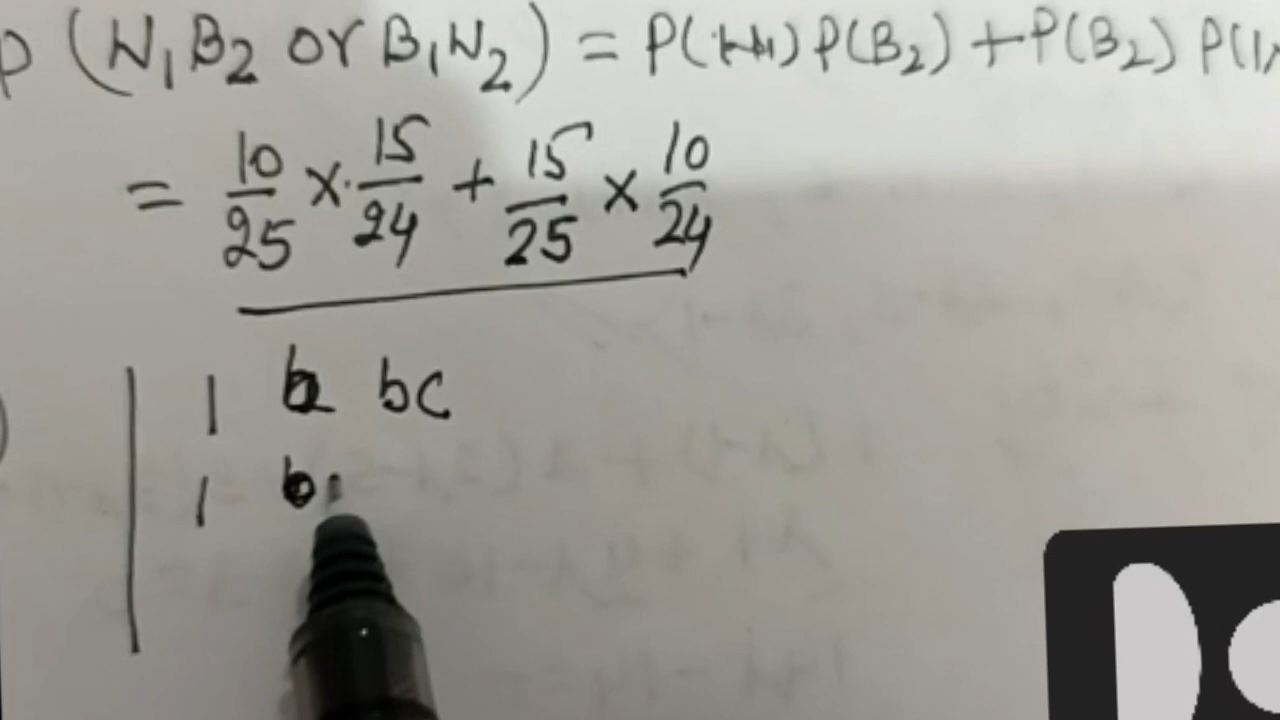 P (W₁B₂ or B₁W₂) = P(W₁) P(B₂) + P(B₂) P(
= 10/25 × 15/24 + 15/25 × 10/24
| 1 a bc
| 1 b